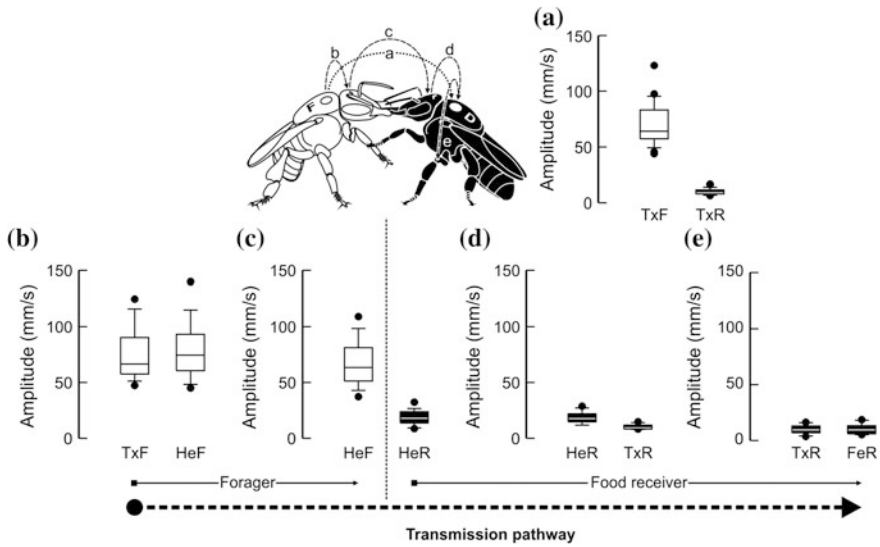 (a)
c
b
a
d
F
e
Amplitude (mm/s)
150
100
50
0
TxF TxR
(b)
Amplitude (mm/s)
150
100
50
0
TxF HeF
(c)
Amplitude (mm/s)
150
100
50
0
HeF HeR
(d)
Amplitude (mm/s)
150
100
50
0
HeR TxR
(e)
Amplitude (mm/s)
150
100
50
0
TxR FeR
Forager
Food receiver
Transmission pathway